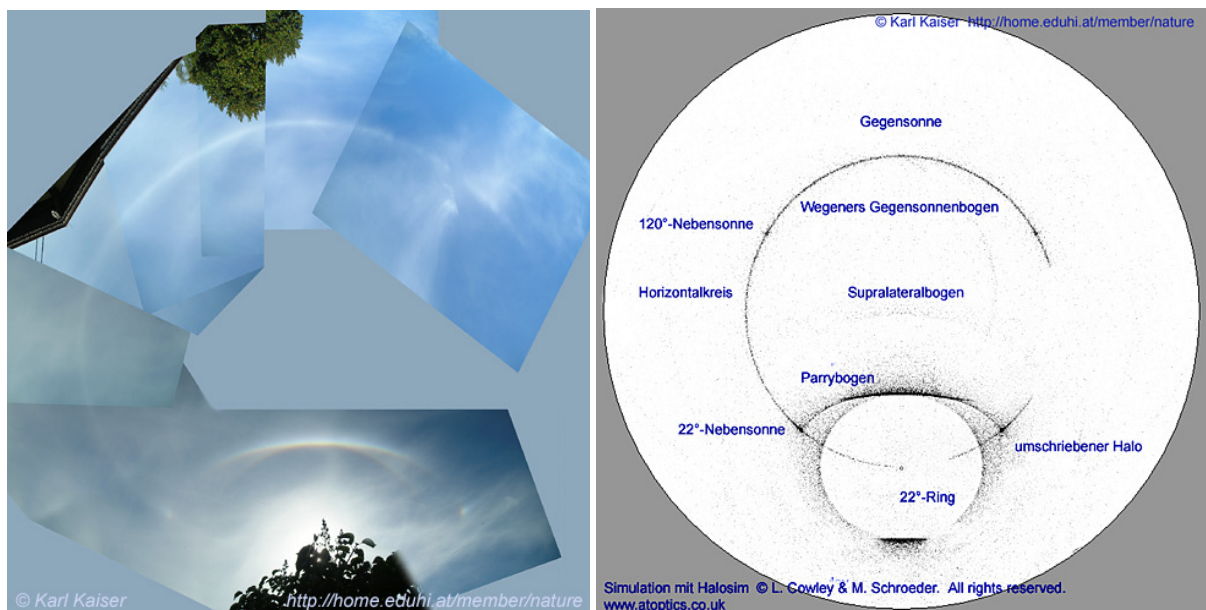 © Karl Kaiser
http://home.eduhi.at/member/nature
© Karl Kaiser http://home.eduhi.at/member/nature
Gegensonne
Wegeners Gegensonnenbogen
120°-Nebensonne
Horizontalkreis
Supralateralbogen
Parrybogen
22°-Nebensonne
umschriebener Halo
22°-Ring
Simulation mit Halosim © L. Cowley & M. Schroeder. All rights reserved.
www.atoptics.co.uk